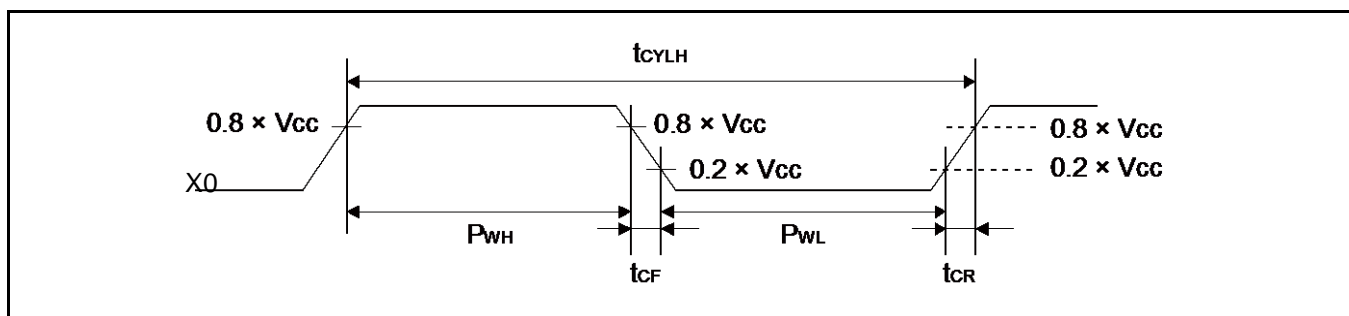 tCYLH
0.8 × VCC
0.8 × VCC
0.8 × VCC
0.2 × VCC
0.2 × VCC
X0
PWH
PWL
tCF
tCR